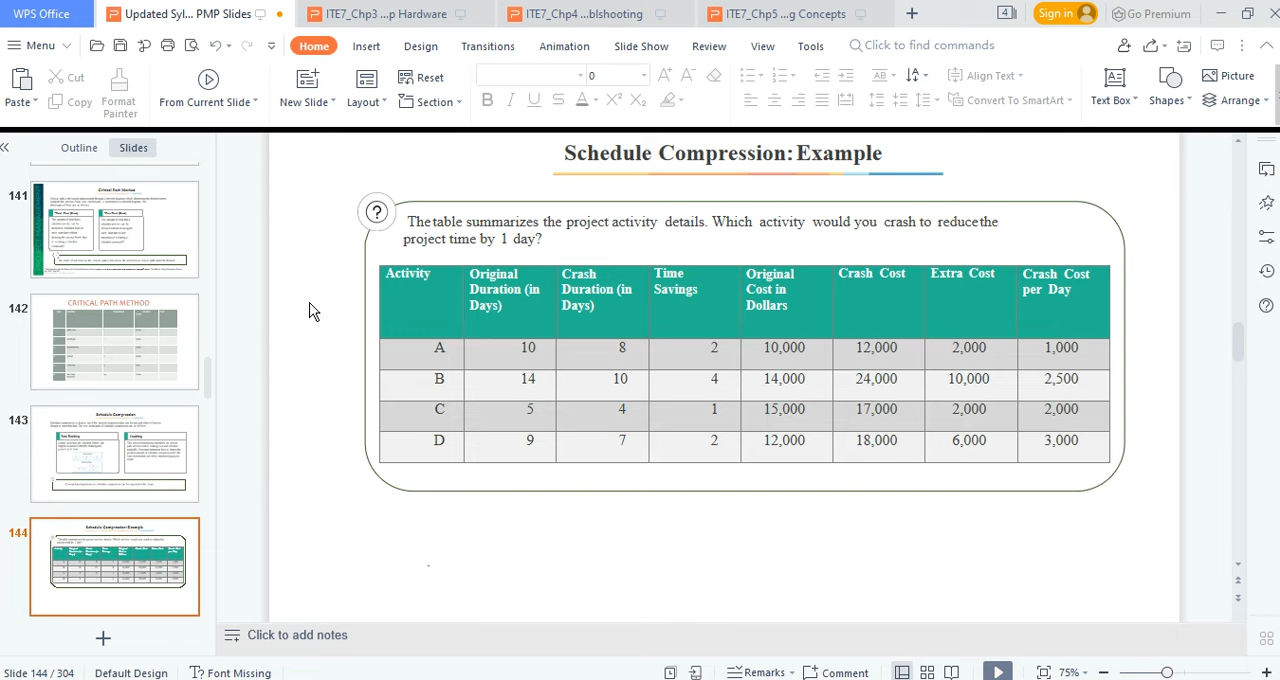 WPS Office
Updated Syl... PMP Slides
ITE7_Chp3 ...p Hardware
ITE7_Chp4 ...blshooting
ITE7_Chp5 ...g Concepts
4
Sign in
Go Premium
Menu
Home
Insert
Design
Transitions
Animation
Slide Show
Review
View
Tools
Click to find commands
Paste
Cut
Copy
Format
Painter
From Current Slide
New Slide
Layout
Reset
Section
0
Align Text
Convert To SmartArt
Text Box
Shapes
Picture
Arrange
Outline
Slides
141
142
CRITICAL PATH METHOD
143
Schedule Compression
144
Schedule Compression:Example
Schedule Compression:Example
?
The table summarizes the project activity details. Which activity would you crash to reduce the
project time by 1 day?
Activity Original Duration (in Days) Crash Duration (in Days) Time Savings Original Cost in Dollars Crash Cost Extra Cost Crash Cost per Day
A 10 8 2 10,000 12,000 2,000 1,000
B 14 10 4 14,000 24,000 10,000 2,500
C 5 4 1 15,000 17,000 2,000 2,000
D 9 7 2 12,000 18,000 6,000 3,000
Click to add notes
Slide 144 / 304
Default Design
Font Missing
Remarks
Comment
75%